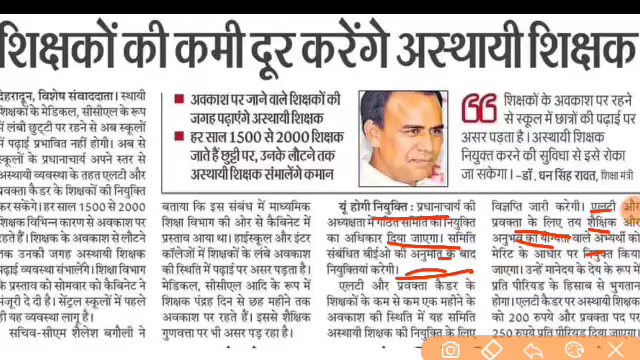 शिक्षकों की कमी दूर करेंगे अस्थायी शिक्षक
देहरादून, विशेष संवाददाता। स्थायी
शिक्षकों के मेडिकल, सीसीएल के रूप
में लंबी छुट्टी पर रहने से अब स्कूलों
में पढ़ाई प्रभावित नहीं होगी। अब से
स्कूलों के प्रधानाचार्य अपने स्तर से
अस्थायी व्यवस्था के तहत एलटी और
प्रवक्ता कैडर के शिक्षकों की नियुक्ति
कर सकेंगे। हर साल 1500 से 2000
शिक्षक विभिन्न कारण से अवकाश पर
रहते हैं। शिक्षक के अवकाश से लौटने
तक उनकी जगह अस्थायी शिक्षक
पढ़ाई व्यवस्था संभालेंगे। शिक्षा विभाग
के प्रस्ताव को सोमवार को कैबिनेट ने
मंजूरी दे दी है। सेंट्रल स्कूलों में पहले
ही यह व्यवस्था लागू है।
सचिव-सीएम शैलेश बगौली ने
■ अवकाश पर जाने वाले शिक्षकों की
जगह पढ़ाएंगे अस्थायी शिक्षक
■ हर साल 1500 से 2000 शिक्षक
जाते हैं छुट्टी पर, उनके लौटने तक
अस्थायी शिक्षक संभालेंगे कमान
बताया कि इस संबंध में माध्यमिक
शिक्षा विभाग की ओर से कैबिनेट में
प्रस्ताव आया था। हाईस्कूल और इंटर
कॉलेजों में शिक्षकों के लंबे अवकाश
की स्थिति में पढ़ाई पर असर पड़ता है।
मेडिकल, सीसीएल आदि के रूप में
शिक्षक पंद्रह दिन से छह महीने तक
अवकाश पर रहते हैं। इससे शैक्षिक
गुणवत्ता पर भी असर पड़ रहा है।
शिक्षकों के अवकाश पर रहने
से स्कूल में छात्रों की पढ़ाई पर
असर पड़ता है। अस्थायी शिक्षक
नियुक्त करने की सुविधा से इसे रोका
जा सकेगा। -डॉ. धन सिंह रावत, शिक्षा मंत्री
यूं होगी नियुक्ति : प्रधानाचार्य की
अध्यक्षता में गठित समिति को नियुक्ति
का अधिकार दिया जाएगा। समिति
संबंधित बीईओ की अनुमति के बाद
नियुक्तियां करेगी।
एलटी और प्रवक्ता कैडर के
शिक्षकों के कम से कम एक महीने के
अवकाश की स्थिति में यह समिति
अस्थायी शिक्षक की नियुक्ति के लिए
विज्ञप्ति जारी करेगी। एलटी और
प्रवक्ता के लिए तय शैक्षिक और
अनुभव की योग्यता वाले अभ्यर्थी को
मेरिट के आधार पर नियुक्त किया
जाएगा। उन्हें मानदेय के देय के रूप में
प्रति पीरियड के हिसाब से भुगतान
होगा। एलटी कैडर पर अस्थायी शिक्षक
को 200 रुपये और प्रवक्ता पद पर
250 रुपये प्रति पीरियड दिया जाएगा।